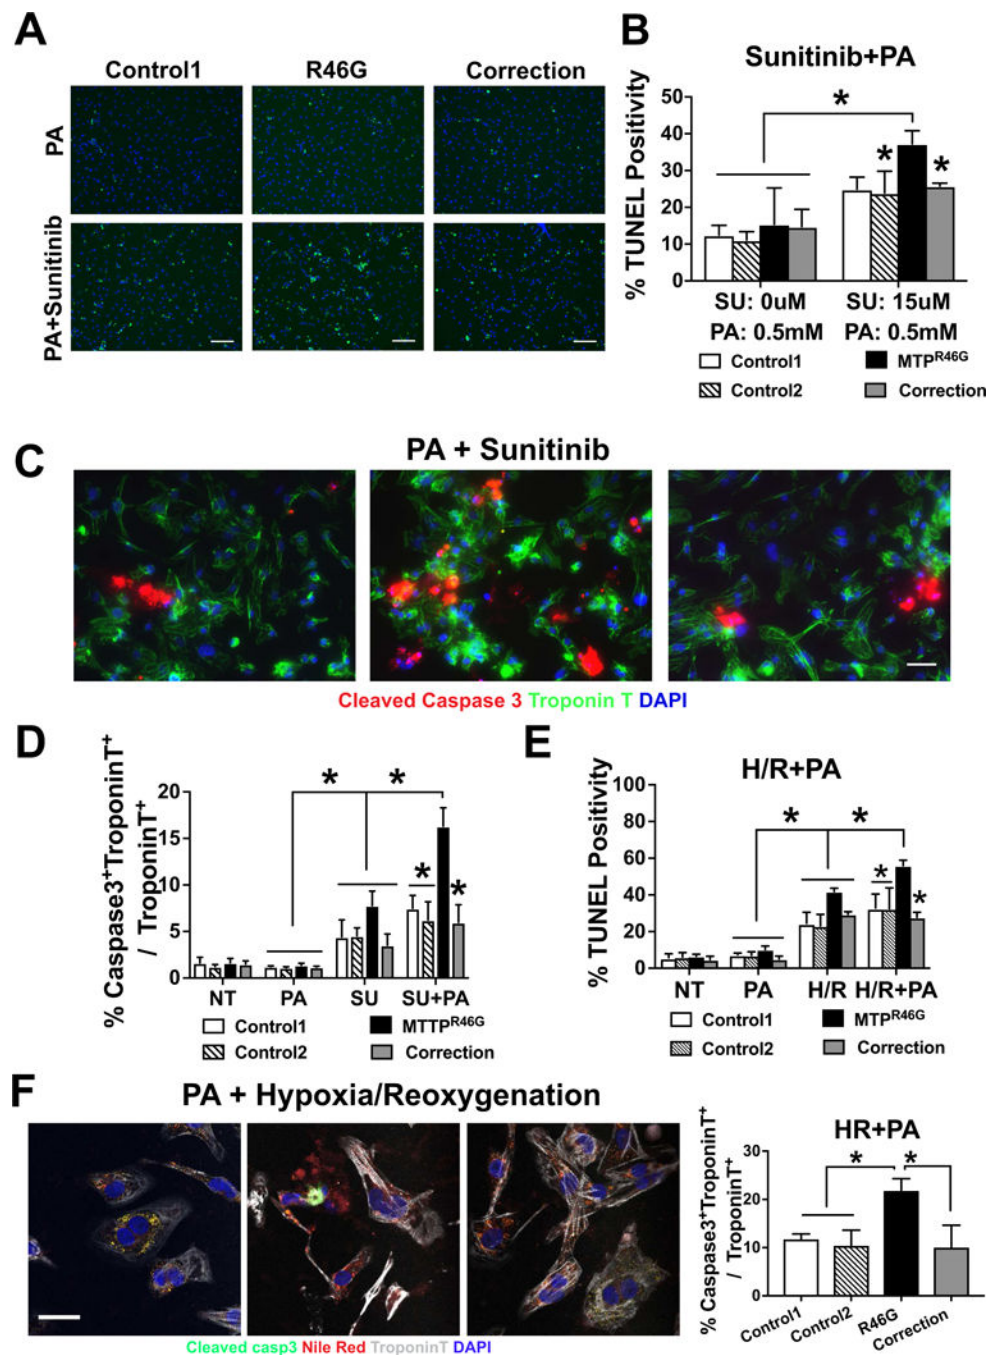 A
Control1 R46G Correction
PA
PA+Sunitinib
B
Sunitinib+PA
% TUNEL Positivity
50
40
30
20
10
0
*
* *
SU: 0uM SU: 15uM
PA: 0.5mM PA: 0.5mM
Control1 MTPR46G
Control2 Correction
C
PA + Sunitinib
Cleaved Caspase 3 Troponin T DAPI
D
% Caspase3+TroponinT+
/ TroponinT+
20
15
10
5
0
* *
* *
NT PA SU SU+PA
Control1 MTTPR46G
Control2 Correction
E
H/R+PA
% TUNEL Positivity
100
80
60
40
20
0
* *
* *
NT PA H/R H/R+PA
Control1 MTPR46G
Control2 Correction
F
PA + Hypoxia/Reoxygenation
Cleaved casp3 Nile Red TroponinT DAPI
HR+PA
% Caspase3+TroponinT+
/ TroponinT+
30
20
10
0
* *
Control1 Control2 R46G Correction